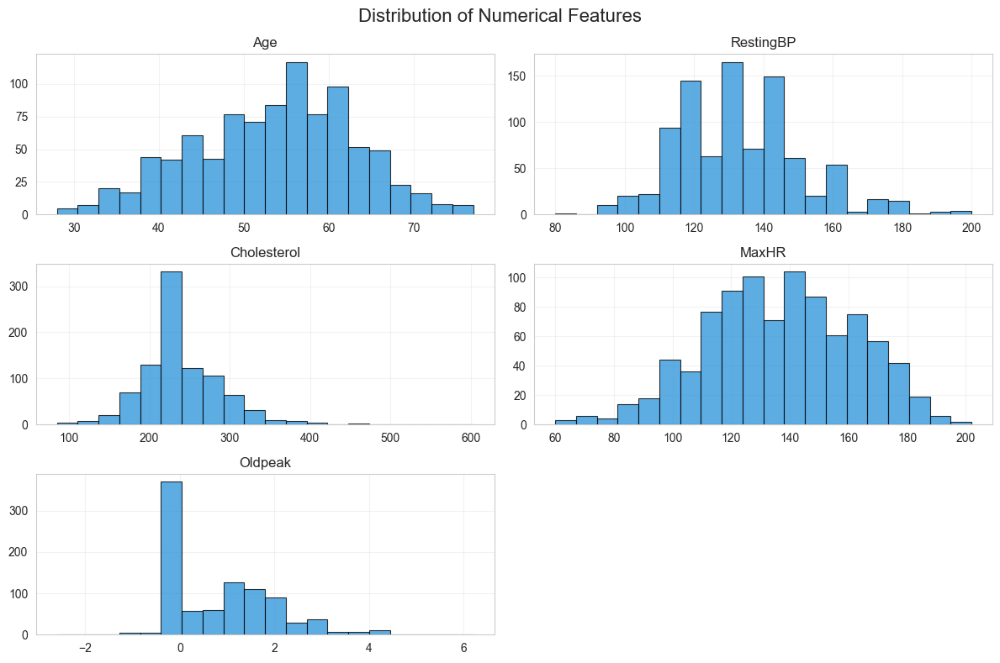 Distribution of Numerical Features
Age
100
75
50
25
0
30 40 50 60 70
RestingBP
150
100
50
0
80 100 120 140 160 180 200
Cholesterol
300
200
100
0
100 200 300 400 500 600
MaxHR
100
80
60
40
20
0
60 80 100 120 140 160 180 200
Oldpeak
300
200
100
0
−2 0 2 4 6